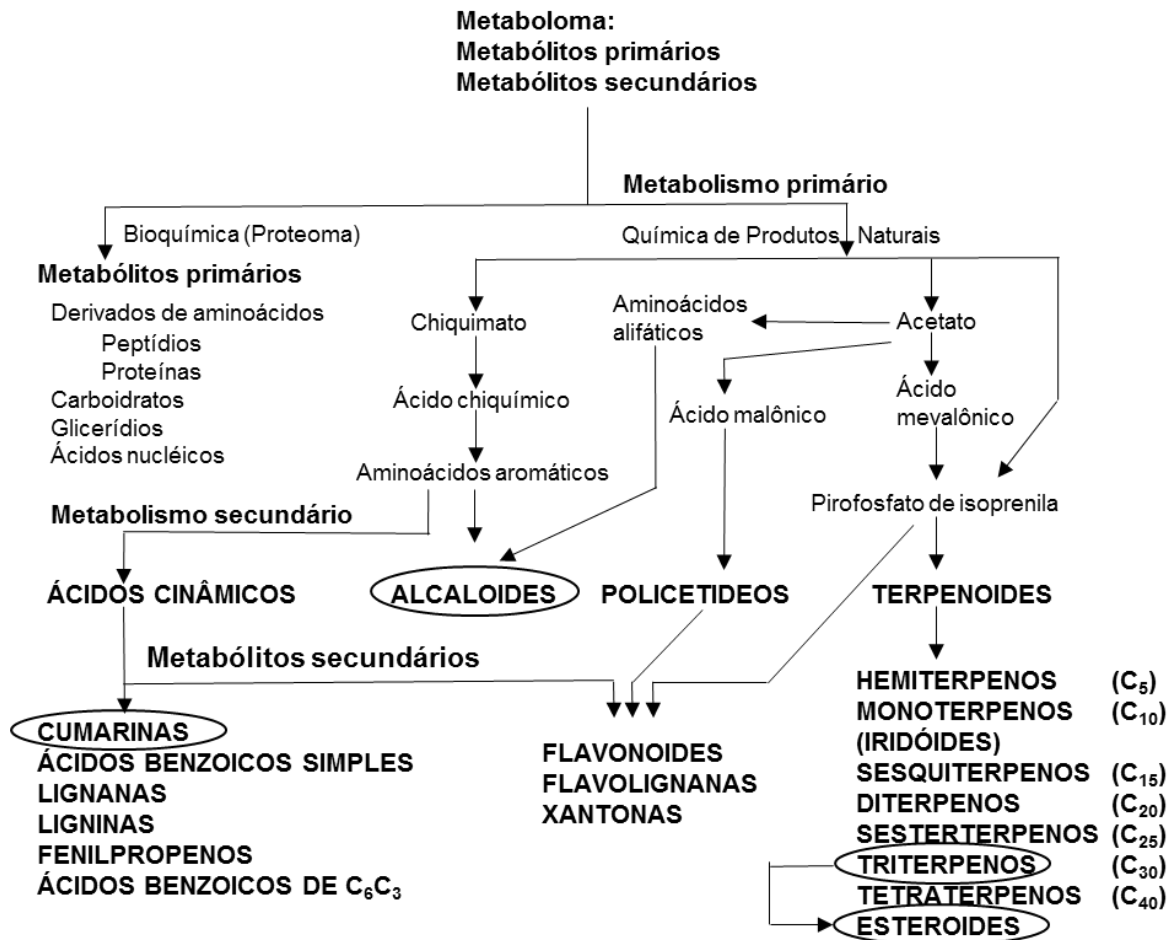 Metaboloma:
Metabólitos primários
Metabólitos secundários
Metabolismo primário
Bioquímica (Proteoma)
Química de Produtos Naturais
Metabólitos primários
Derivados de aminoácidos
Peptídios
Proteínas
Carboidratos
Glicerídios
Ácidos nucléicos
Chiquimato
Ácido chiquímico
Aminoácidos aromáticos
Aminoácidos
alifáticos
Acetato
Ácido malônico
Ácido
mevalônico
Pirofosfato de isoprenila
Metabolismo secundário
ÁCIDOS CINÂMICOS
ALCALOIDES
POLICETIDEOS
TERPENOIDES
Metabólitos secundários
CUMARINAS
ÁCIDOS BENZOICOS SIMPLES
LIGNANAS
LIGNINAS
FENILPROPENOS
ÁCIDOS BENZOICOS DE C₆C₃
FLAVONOIDES
FLAVOLIGNANAS
XANTONAS
HEMITERPENOS (C₅)
MONOTERPENOS (C₁₀)
(IRIDÓIDES)
SESQUITERPENOS (C₁₅)
DITERPENOS (C₂₀)
SESTERTERPENOS (C₂₅)
TRITERPENOS (C₃₀)
TETRATERPENOS (C₄₀)
ESTEROIDES